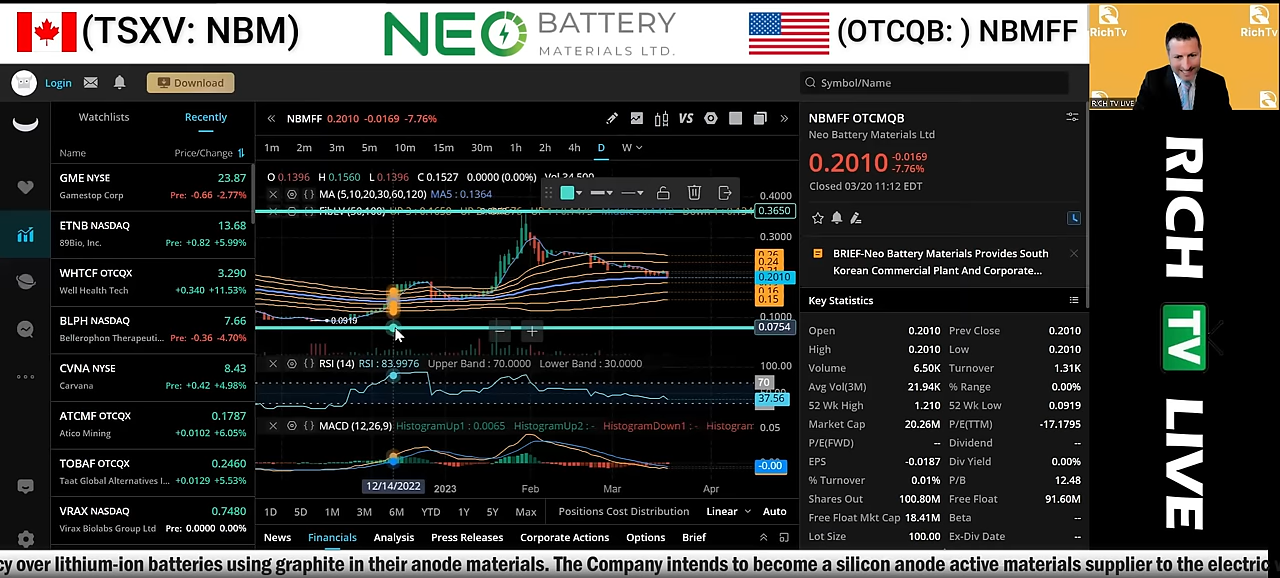 (TSXV: NBM)
NEO BATTERY
MATERIALS LTD.
(OTCQB: ) NBMFF
RichTv
RichTv
RICH TV LIVE
Login
Download
Symbol/Name
Watchlists
Recently
Name
Price/Change
GME NYSE
23.87
Gamestop Corp
Pre: -0.66 -2.77%
ETNB NASDAQ
13.68
89Bio, Inc.
Pre: +0.82 +5.99%
WHTCF OTCQX
3.290
Well Health Tech
+0.340 +11.53%
BLPH NASDAQ
7.66
Bellerophon Therapeuti...
Pre: -0.36 -4.70%
CVNA NYSE
8.43
Carvana
Pre: +0.42 +4.98%
ATCMF OTCQX
0.1787
Atico Mining
+0.0102 +6.05%
TOBAF OTCQX
0.2460
Taat Global Alternatives I...
+0.0129 +5.53%
VRAX NASDAQ
0.7480
Virax Biolabs Group Ltd
Pre: 0.0000 0.00%
NBMFF 0.2010 -0.0169 -7.76%
VS
1m 2m 3m 5m 10m 15m 30m 1h 2h 4h D W
O 0.1396 H 0.1560 L 0.1396 C 0.1527 0.0000 (0.00%) Vol 34,500
MA (5,10,20,30,60,120) MA5: 0.1364
0.4000
0.3650
0.3000
0.26
0.24
0.21
0.2010
0.16
0.15
0.1000
0.0919
0.0754
RSI (14) RSI: 83.9976 Upper Band: 70.0000 Lower Band: 30.0000
100.00
70
37.56
MACD (12,26,9) HistogramUp1: 0.0065 HistogramUp2: - HistogramDown1: - Histogram
0.05
-0.00
12/14/2022 2023 Feb Mar Apr
1D 5D 1M 3M 6M YTD 1Y 5Y Max Positions Cost Distribution Linear Auto
News Financials Analysis Press Releases Corporate Actions Options Brief
NBMFF OTCMQB
Neo Battery Materials Ltd
0.2010 -0.0169
-7.76%
Closed 03/20 11:12 EDT
BRIEF-Neo Battery Materials Provides South
Korean Commercial Plant And Corporate...
Key Statistics
Open 0.2010 Prev Close 0.2010
High 0.2010 Low 0.2010
Volume 6.50K Turnover 1.31K
Avg Vol(3M) 21.94K % Range 0.00%
52 Wk High 1.210 52 Wk Low 0.0919
Market Cap 20.26M P/E(TTM) -17.1795
P/E(FWD) -- Dividend --
EPS -0.0187 Div Yield 0.00%
% Turnover 0.01% P/B 12.48
Shares Out 100.80M Free Float 91.60M
Free Float Mkt Cap 18.41M Beta --
Lot Size 100.00 Ex-Div Date --
RICH
TV
LIVE
cy over lithium-ion batteries using graphite in their anode materials. The Company intends to become a silicon anode active materials supplier to the electric